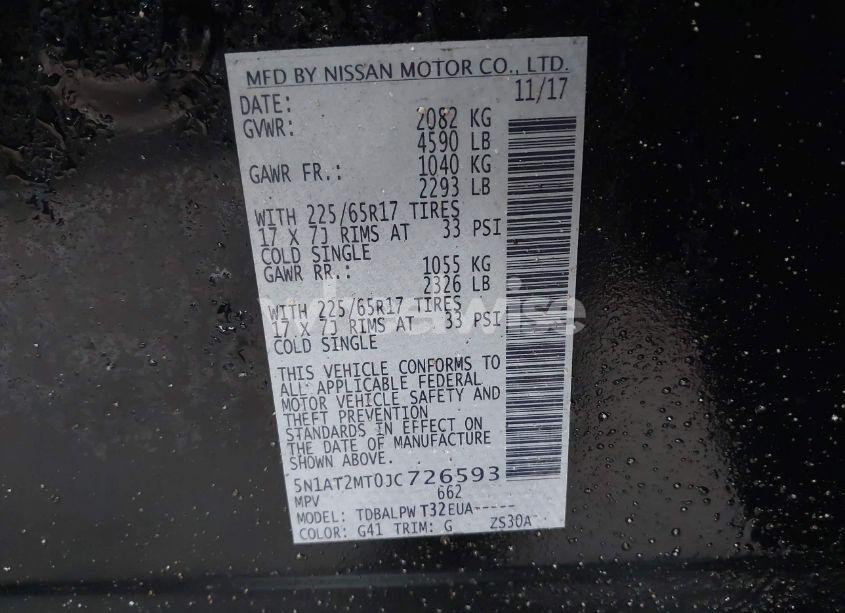 MFD BY NISSAN MOTOR CO., LTD.
DATE: 11/17
GVWR: 2082 KG
4590 LB
GAWR FR.: 1040 KG
2293 LB
WITH 225/65R17 TIRES
17 X 7J RIMS AT 33 PSI
COLD SINGLE
GAWR RR.: 1055 KG
2326 LB
WITH 225/65R17 TIRES
17 X 7J RIMS AT 33 PSI
COLD SINGLE
THIS VEHICLE CONFORMS TO
ALL APPLICABLE FEDERAL
MOTOR VEHICLE SAFETY AND
THEFT PREVENTION
STANDARDS IN EFFECT ON
THE DATE OF MANUFACTURE
SHOWN ABOVE.
5N1AT2MT0JC726593
MPV 662
MODEL: TDBALPW T32EUA-----
COLOR: G41 TRIM: G ZS30A